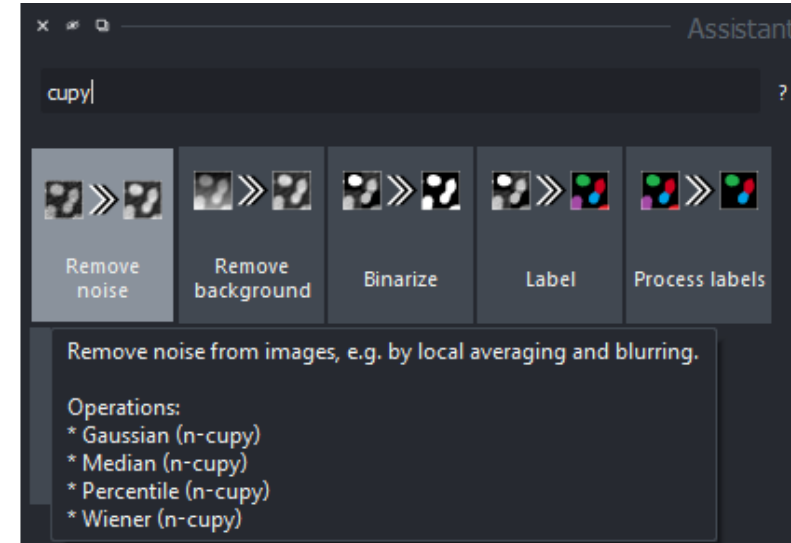 Assistant
cupy
?
Remove
noise
Remove
background
Binarize
Label
Process labels
Remove noise from images, e.g. by local averaging and blurring.
Operations:
* Gaussian (n-cupy)
* Median (n-cupy)
* Percentile (n-cupy)
* Wiener (n-cupy)